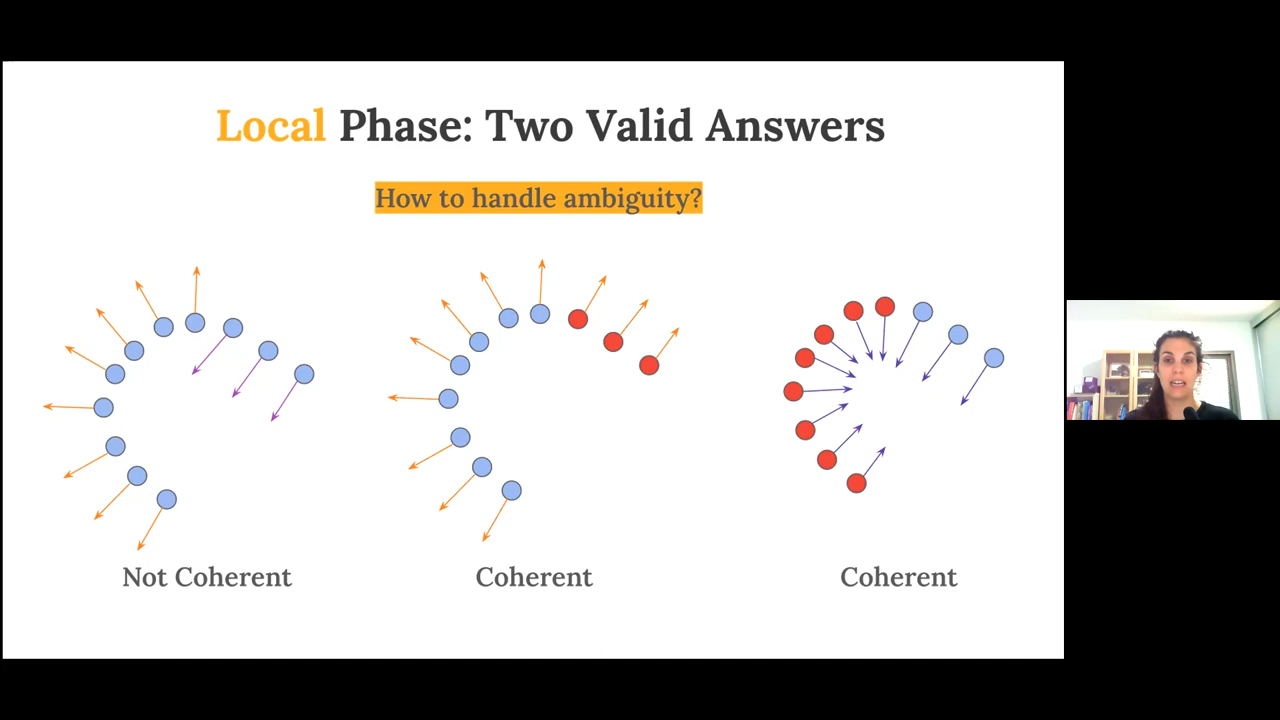 Local Phase: Two Valid Answers
How to handle ambiguity?
Not Coherent
Coherent
Coherent